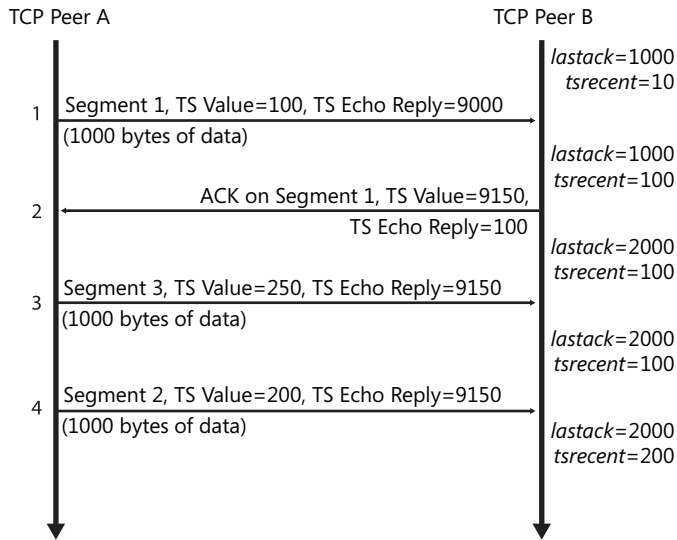 TCP Peer A
TCP Peer B
lastack=1000
tsrecent=10
1
Segment 1, TS Value=100, TS Echo Reply=9000
(1000 bytes of data)
lastack=1000
tsrecent=100
2
ACK on Segment 1, TS Value=9150,
TS Echo Reply=100
lastack=2000
tsrecent=100
3
Segment 3, TS Value=250, TS Echo Reply=9150
(1000 bytes of data)
lastack=2000
tsrecent=100
4
Segment 2, TS Value=200, TS Echo Reply=9150
(1000 bytes of data)
lastack=2000
tsrecent=200